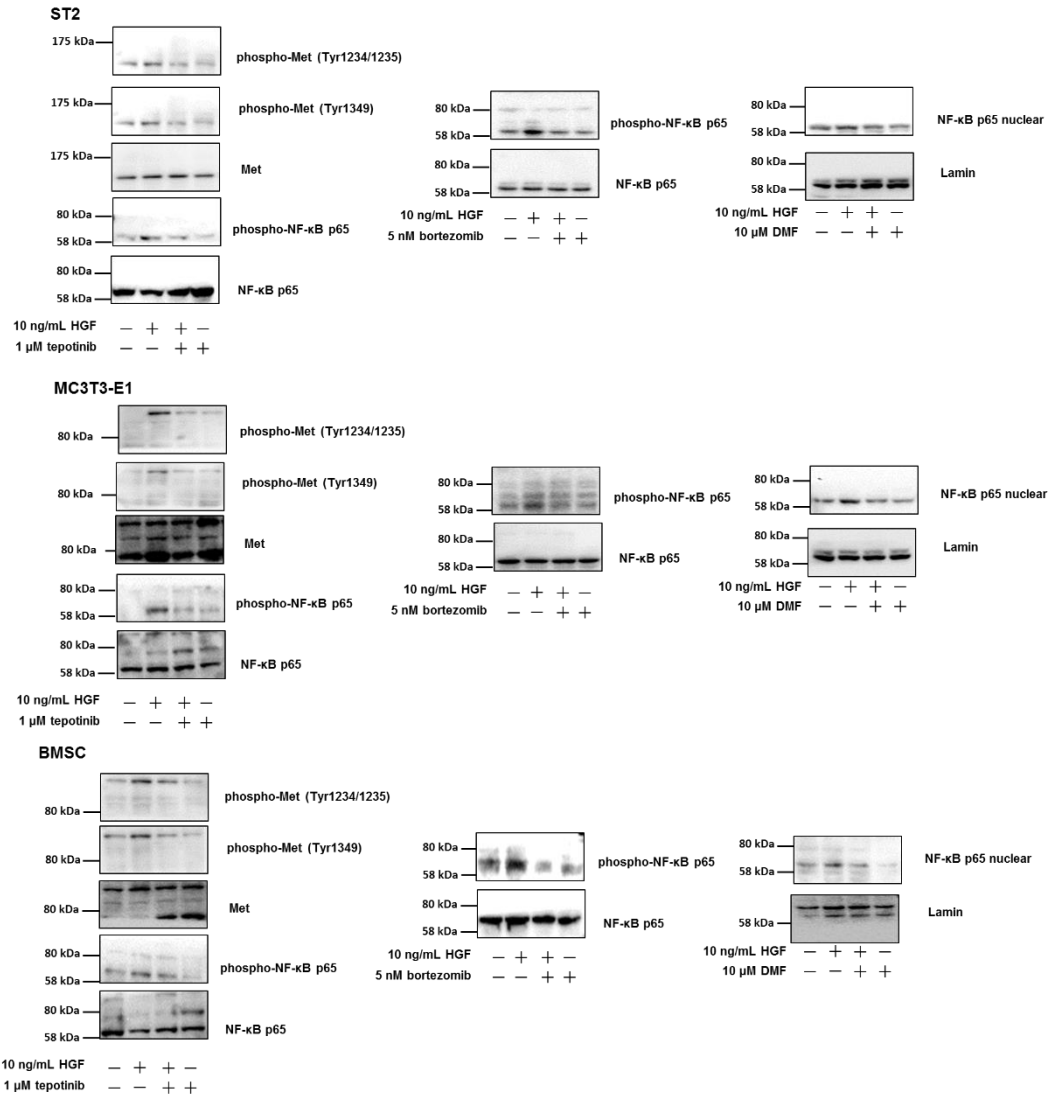 ST2
175 kDa
phospho-Met (Tyr1234/1235)
175 kDa
phospho-Met (Tyr1349)
175 kDa
Met
80 kDa
58 kDa
phospho-NF-κB p65
80 kDa
58 kDa
NF-κB p65
10 ng/mL HGF − + + −
1 µM tepotinib − − + +
80 kDa
58 kDa
phospho-NF-κB p65
80 kDa
58 kDa
NF-κB p65
10 ng/mL HGF − + + −
5 nM bortezomib − − + +
80 kDa
58 kDa
NF-κB p65 nuclear
80 kDa
58 kDa
Lamin
10 ng/mL HGF − + + −
10 µM DMF − − + +
MC3T3-E1
80 kDa
phospho-Met (Tyr1234/1235)
80 kDa
phospho-Met (Tyr1349)
80 kDa
Met
80 kDa
58 kDa
phospho-NF-κB p65
80 kDa
58 kDa
NF-κB p65
10 ng/mL HGF − + + −
1 µM tepotinib − − + +
80 kDa
58 kDa
phospho-NF-κB p65
80 kDa
58 kDa
NF-κB p65
10 ng/mL HGF − + + −
5 nM bortezomib − − + +
80 kDa
58 kDa
NF-κB p65 nuclear
80 kDa
58 kDa
Lamin
10 ng/mL HGF − + + −
10 µM DMF − − + +
BMSC
80 kDa
phospho-Met (Tyr1234/1235)
80 kDa
phospho-Met (Tyr1349)
80 kDa
Met
80 kDa
58 kDa
phospho-NF-κB p65
80 kDa
58 kDa
NF-κB p65
10 ng/mL HGF − + + −
1 µM tepotinib − − + +
80 kDa
58 kDa
phospho-NF-κB p65
80 kDa
58 kDa
NF-κB p65
10 ng/mL HGF − + + −
5 nM bortezomib − − + +
80 kDa
58 kDa
NF-κB p65 nuclear
58 kDa
Lamin
10 ng/mL HGF − + + −
10 µM DMF − − + +